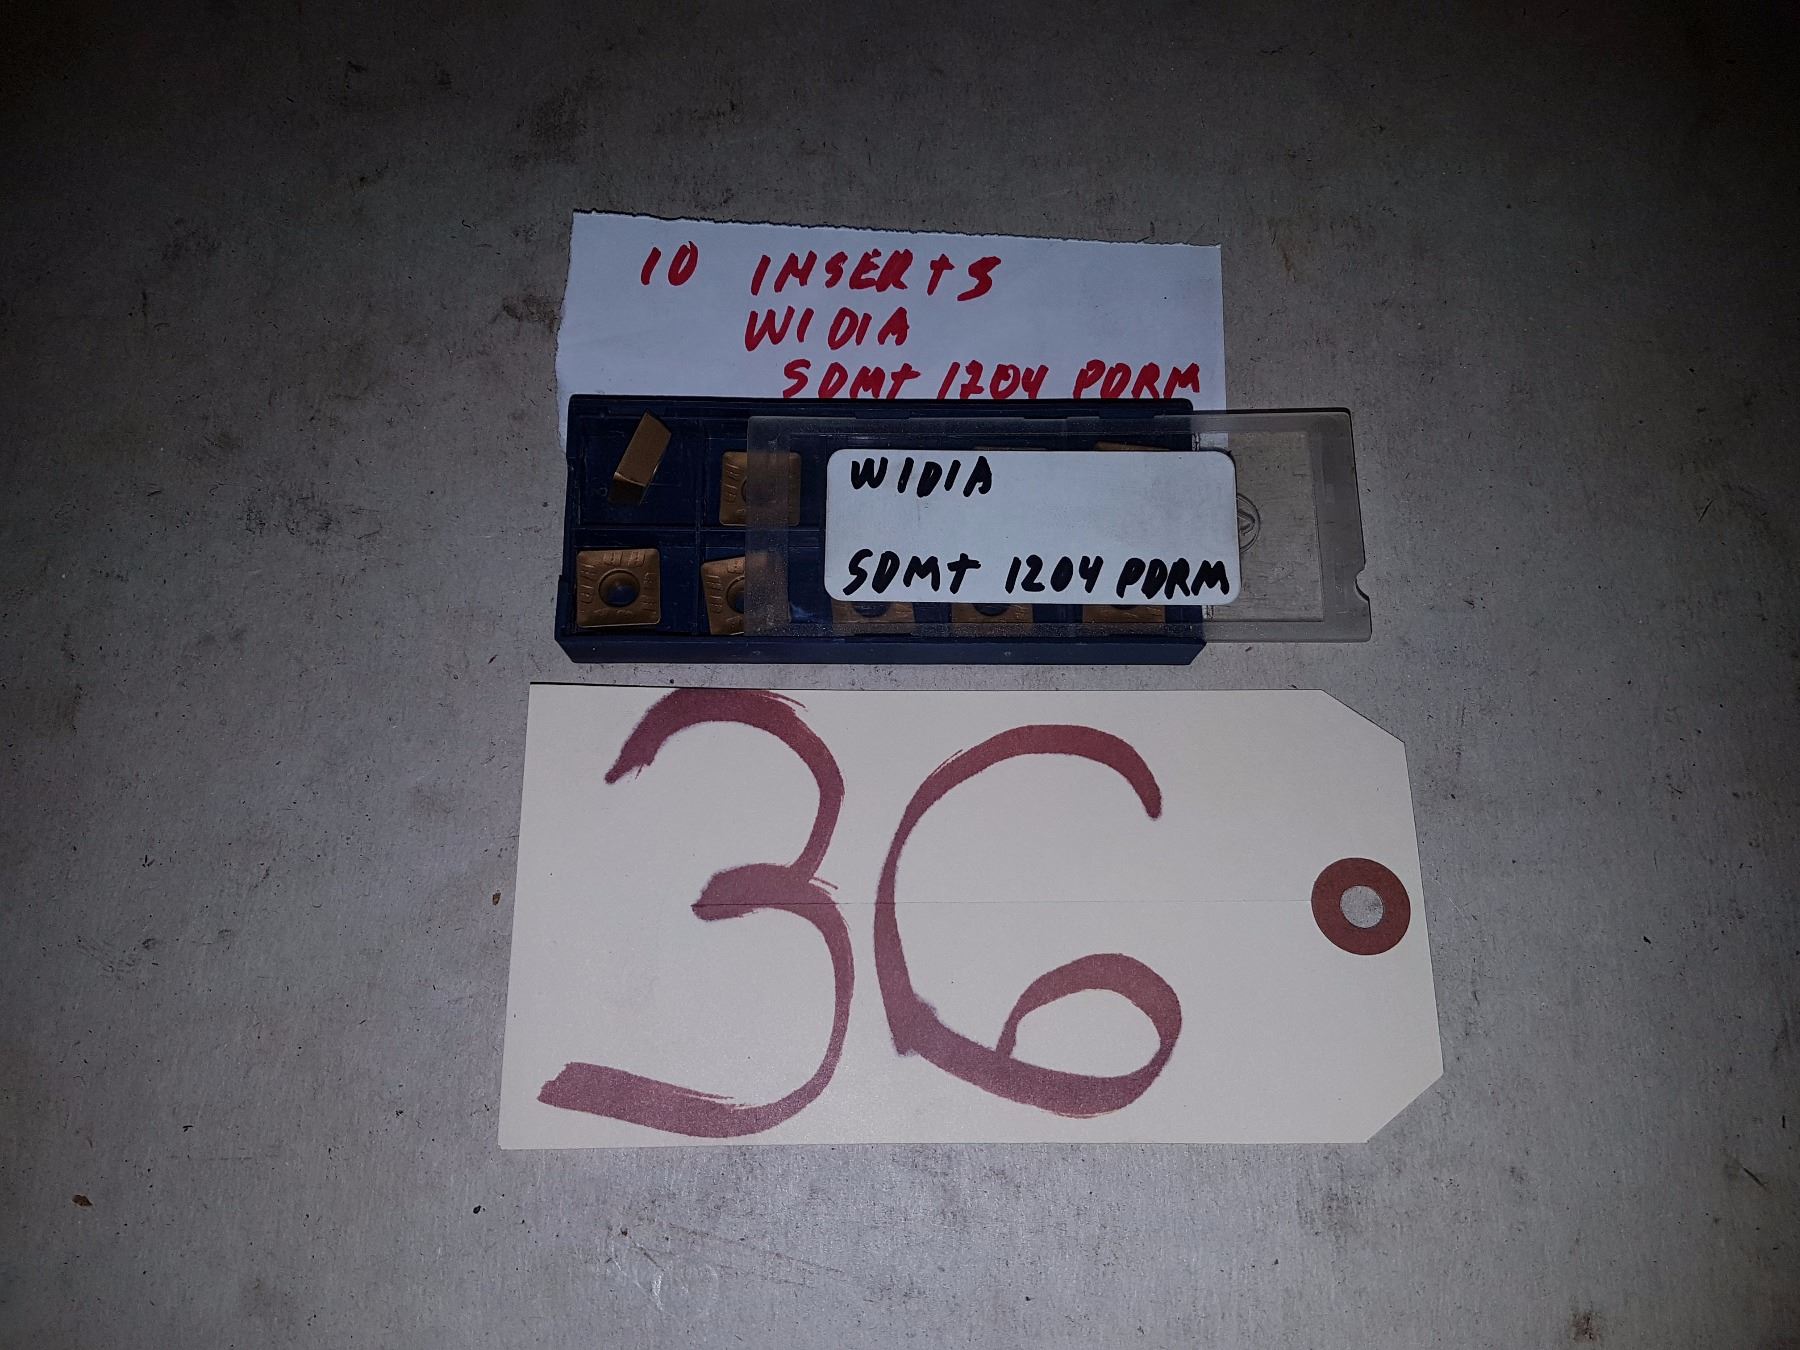 10 INSERTS
WIDIA
SDMT 1204 PDRM
WIDIA
SDMT 1204 PDRM
36